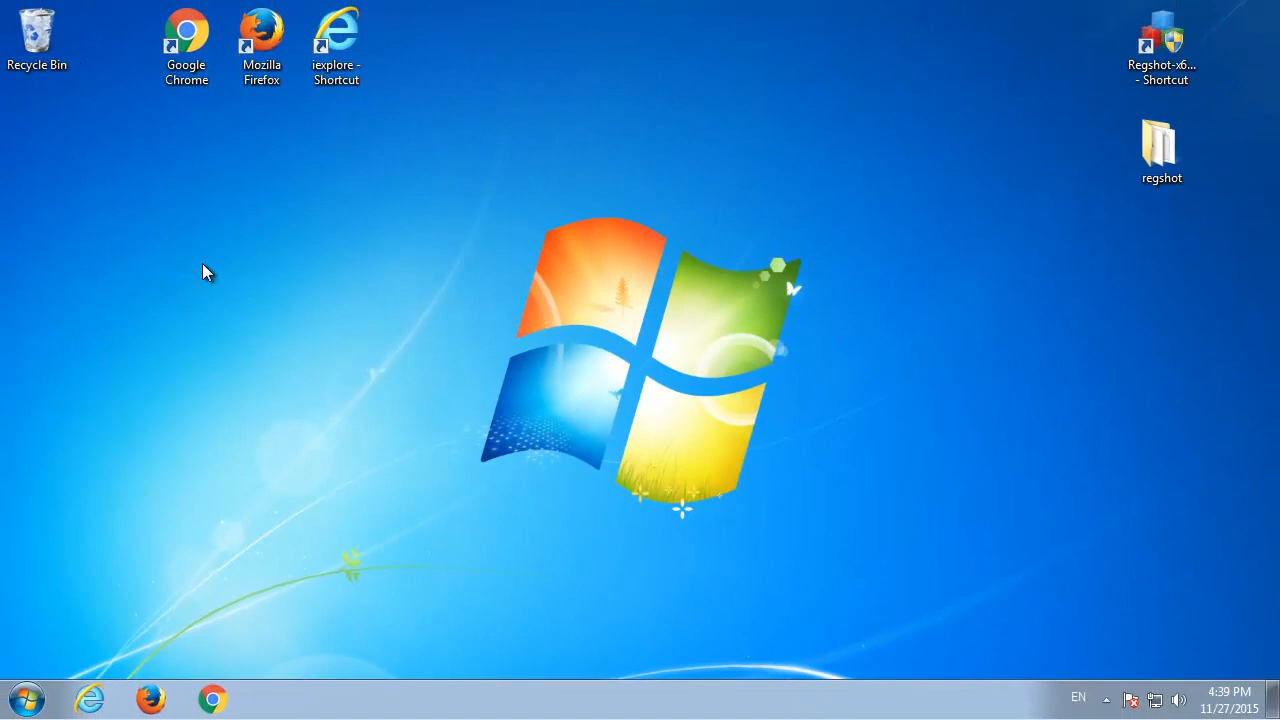 Recycle Bin
Google
Chrome
Mozilla
Firefox
iexplore -
Shortcut
Regshot-x6...
- Shortcut
regshot
EN
4:39 PM
11/27/2015